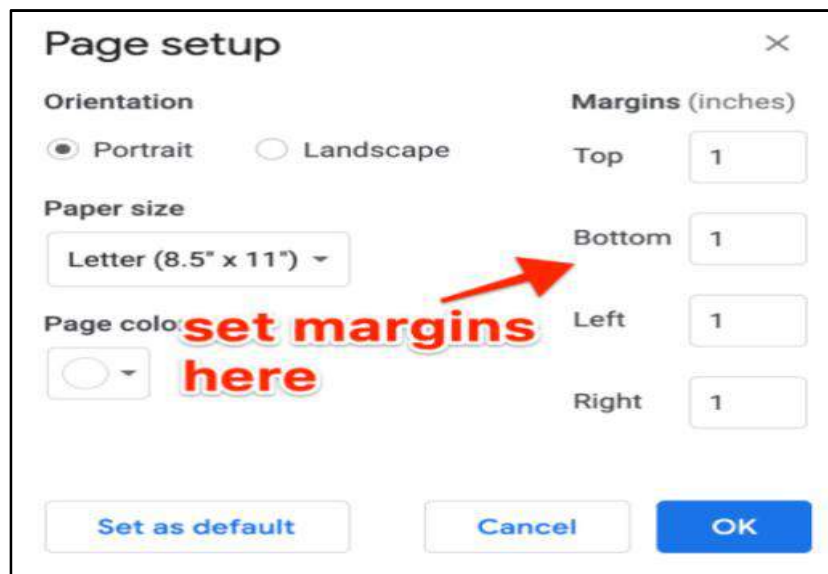 Page setup
Orientation
Portrait
Landscape
Paper size
Letter (8.5" x 11")
Page colo
set margins
here
Margins (inches)
Top 1
Bottom 1
Left 1
Right 1
Set as default
Cancel
OK